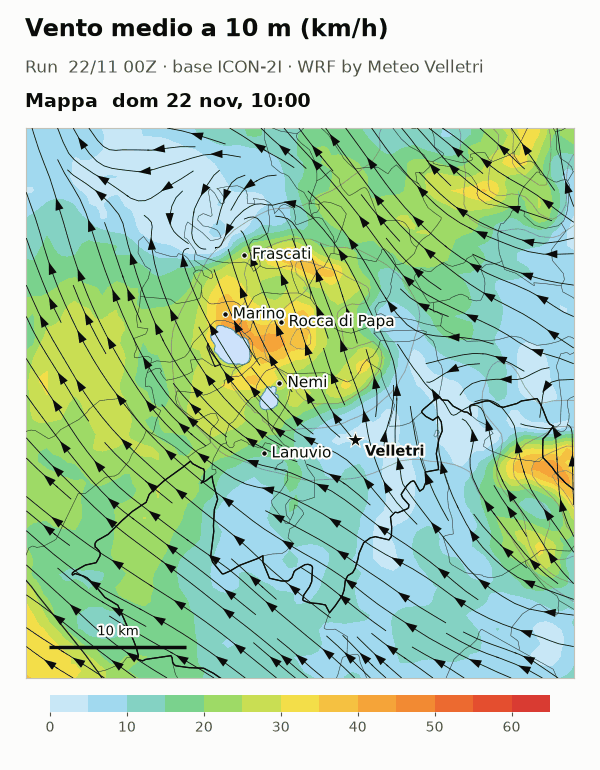 Vento medio a 10 m (km/h)
Run 22/11 00Z · base ICON-2I · WRF by Meteo Velletri
Mappa dom 22 nov, 10:00
Frascati
Marino
Rocca di Papa
Nemi
Velletri
Lanuvio
10 km
0 10 20 30 40 50 60